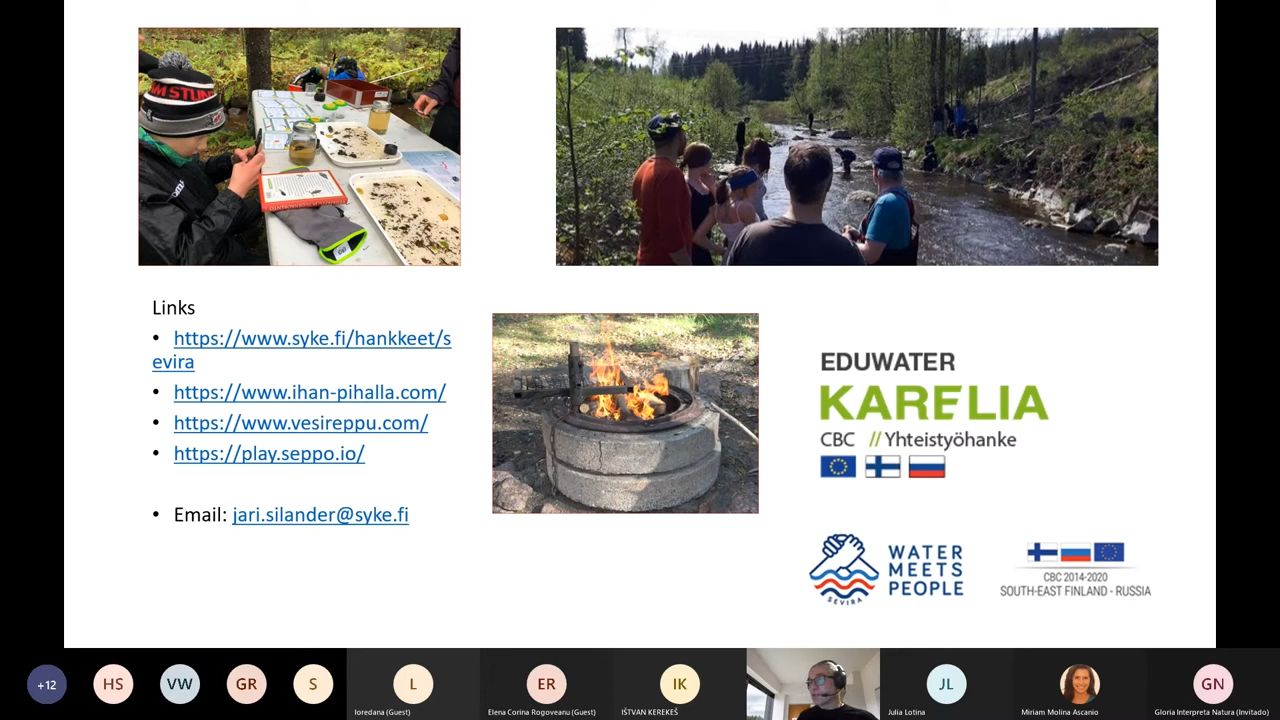 M STUN
Links
• https://www.syke.fi/hankkeet/s
evira
• https://www.ihan-pihalla.com/
• https://www.vesireppu.com/
• https://play.seppo.io/
• Email: jari.silander@syke.fi
EDUWATER
KARELIA
CBC // Yhteistyöhanke
WATER
MEETS
PEOPLE
SEVIRA
CBC 2014-2020
SOUTH-EAST FINLAND - RUSSIA
+12
HS
VW
GR
S
L
loredana (Guest)
ER
Elena Corina Rogoveanu (Guest)
IK
IŠTVAN KEREKEŠ
JL
Julia Lotina
Miriam Molina Ascanio
GN
Gloria Interpreta Natura (Invitado)